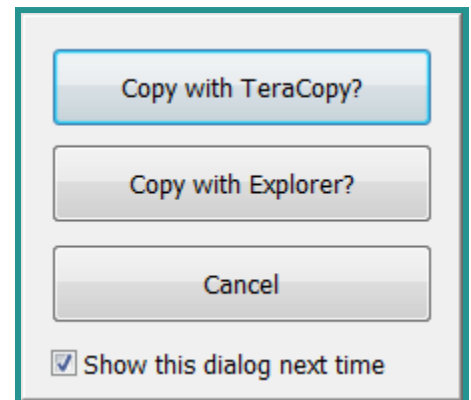 Copy with TeraCopy?
Copy with Explorer?
Cancel
Show this dialog next time